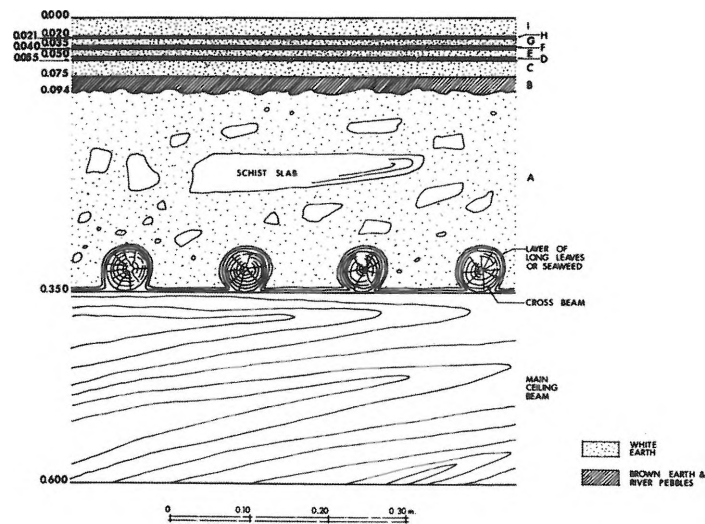 0.000
0.020
0.021
0.035
0.040
0.050
0.055
0.075
0.094
0.350
0.600
I
H
G
F
E
D
C
B
A
SCHIST SLAB
LAYER OF
LONG LEAVES
OR SEAWEED
CROSS BEAM
MAIN
CEILING
BEAM
WHITE
EARTH
BROWN EARTH &
RIVER PEBBLES
0 0.10 0.20 0.30 m.